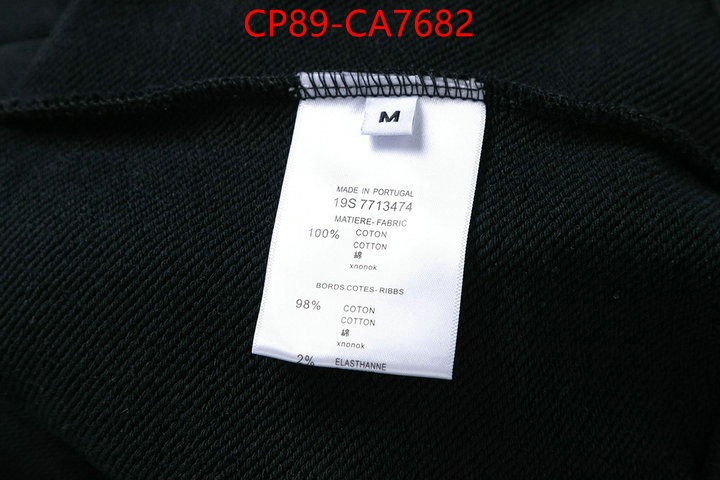 CP89-CA7682
M
MADE IN PORTUGAL
19S 7713474
MATIERE-FABRIC
100% COTON
COTTON
綿
xnonok
BORDS.COTES-RIBBS
98% COTON
COTTON
綿
xnonok
2% ELASTHANNE